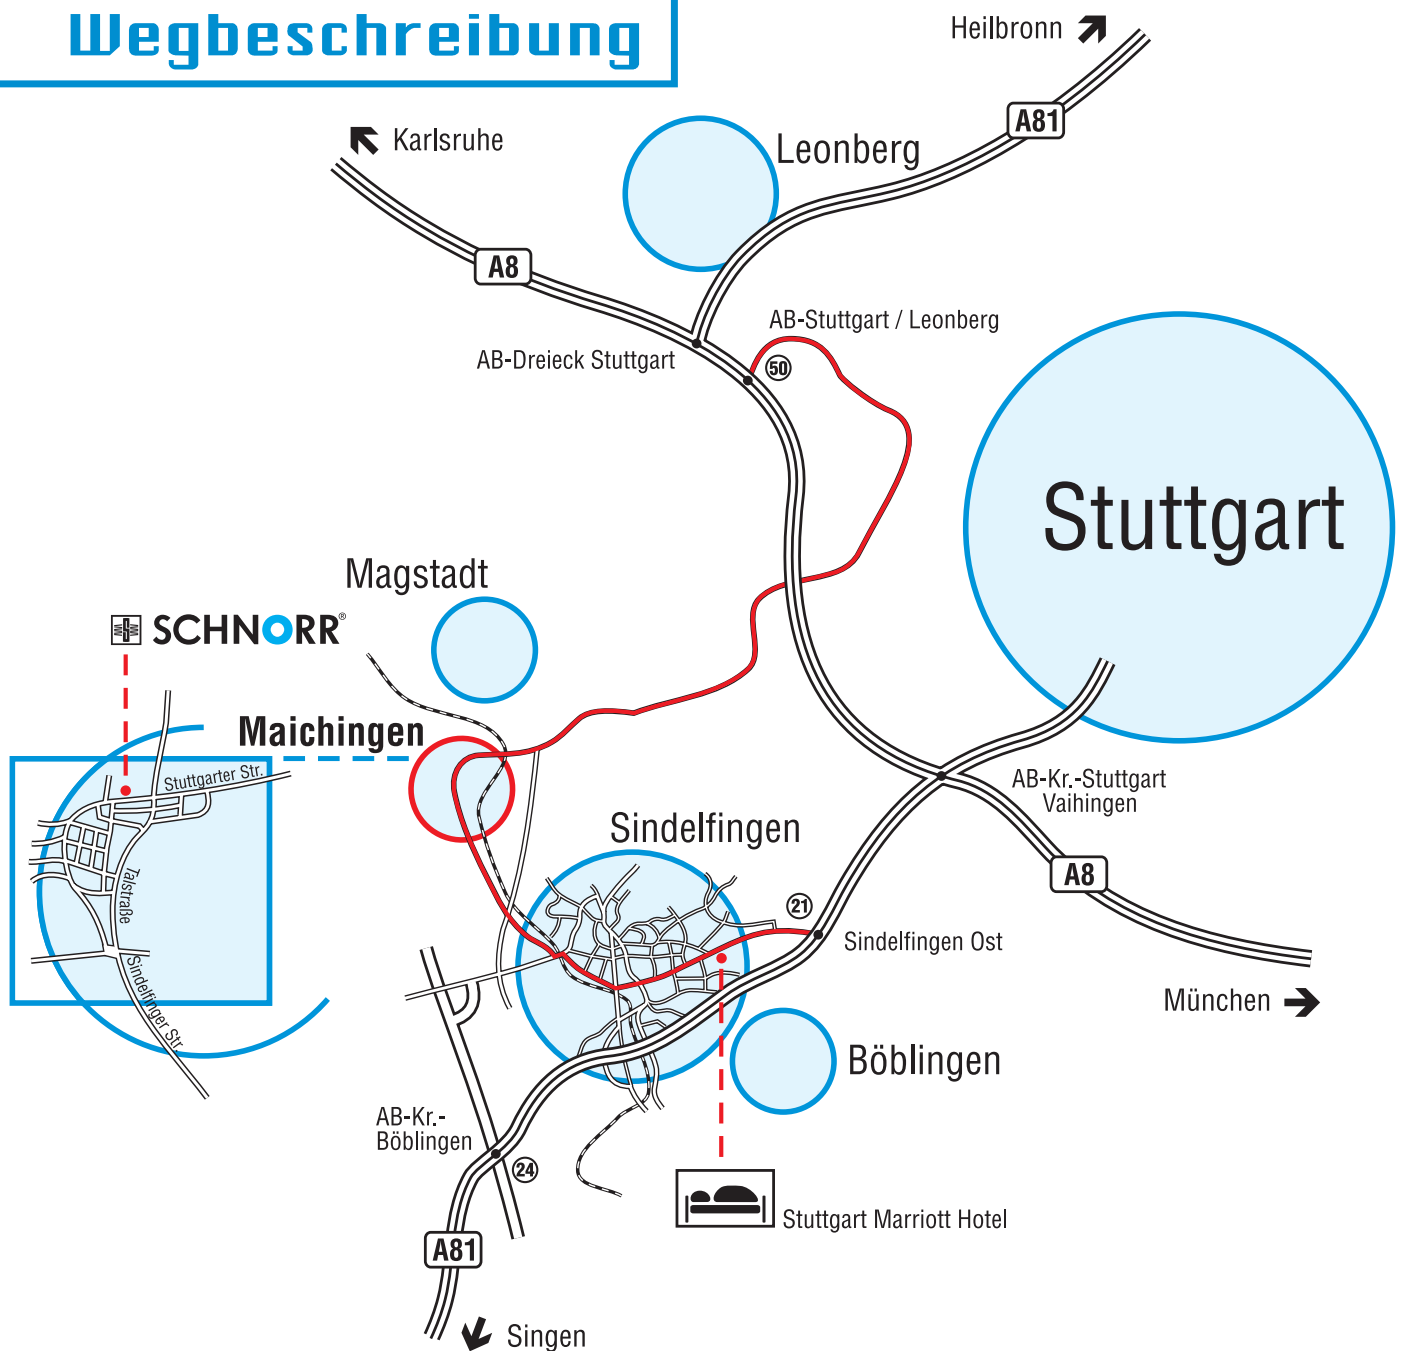 Wegbeschreibung
Heilbronn
A81
Karlsruhe
Leonberg
A8
AB-Stuttgart / Leonberg
AB-Dreieck Stuttgart
50
Stuttgart
Magstadt
SCHNORR®
Maichingen
Stuttgarter Str.
AB-Kr.-Stuttgart
Vaihingen
Sindelfingen
A8
Talstraße
21
Sindelfingen Ost
Sindelfinger Str.
München
Böblingen
AB-Kr.-
Böblingen
24
Stuttgart Marriott Hotel
A81
Singen